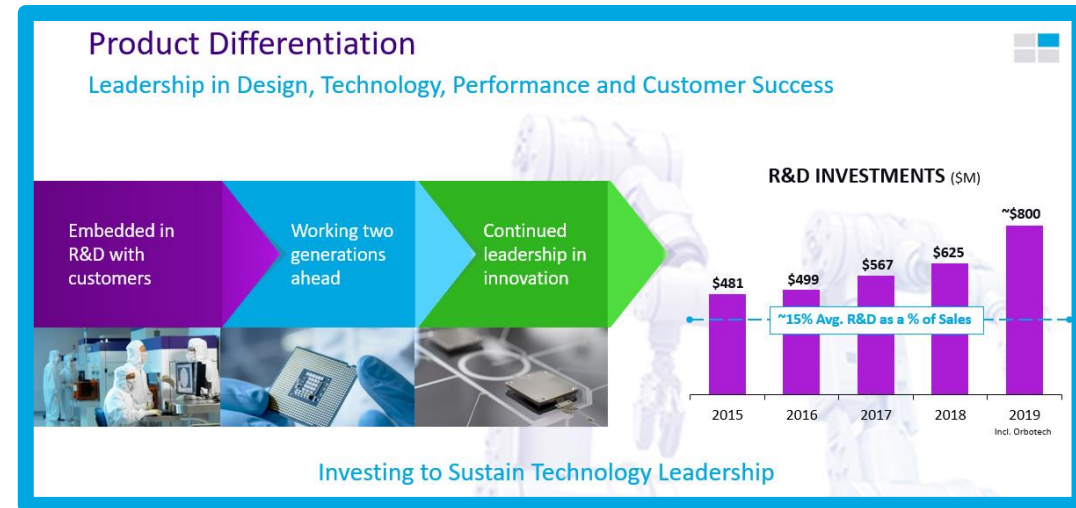 Product Differentiation
Leadership in Design, Technology, Performance and Customer Success
Embedded in
R&D with
customers
Working two
generations
ahead
Continued
leadership in
innovation
R&D INVESTMENTS ($M)
$481
$499
$567
$625
~$800
~15% Avg. R&D as a % of Sales
2015
2016
2017
2018
2019
Incl. Orbotech
Investing to Sustain Technology Leadership